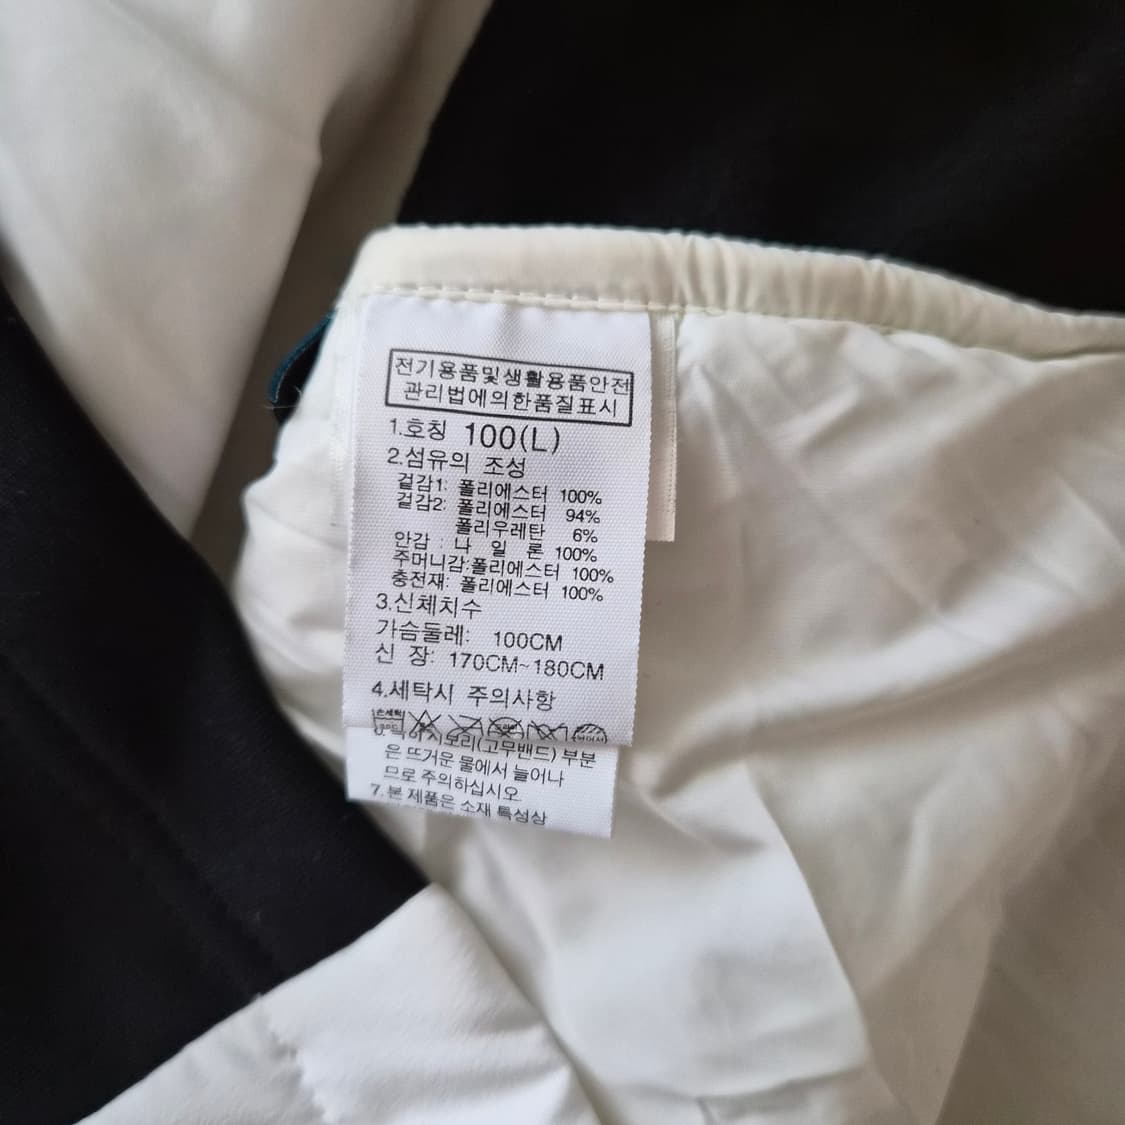 전기용품및생활용품안전
관리법에의한품질표시
1.호칭 100(L)
2.섬유의 조성
겉감1: 폴리에스터 100%
겉감2: 폴리에스터 94%
폴리우레탄 6%
안감 : 나 일 론 100%
주머니감:폴리에스터 100%
충전재: 폴리에스터 100%
3.신체치수
가슴둘레: 100CM
신 장: 170CM~180CM
4.세탁시 주의사항
손세탁
부분
은 뜨거운 물에서 늘어나
므로 주의하십시오
7.본 제품은 소재 특성상